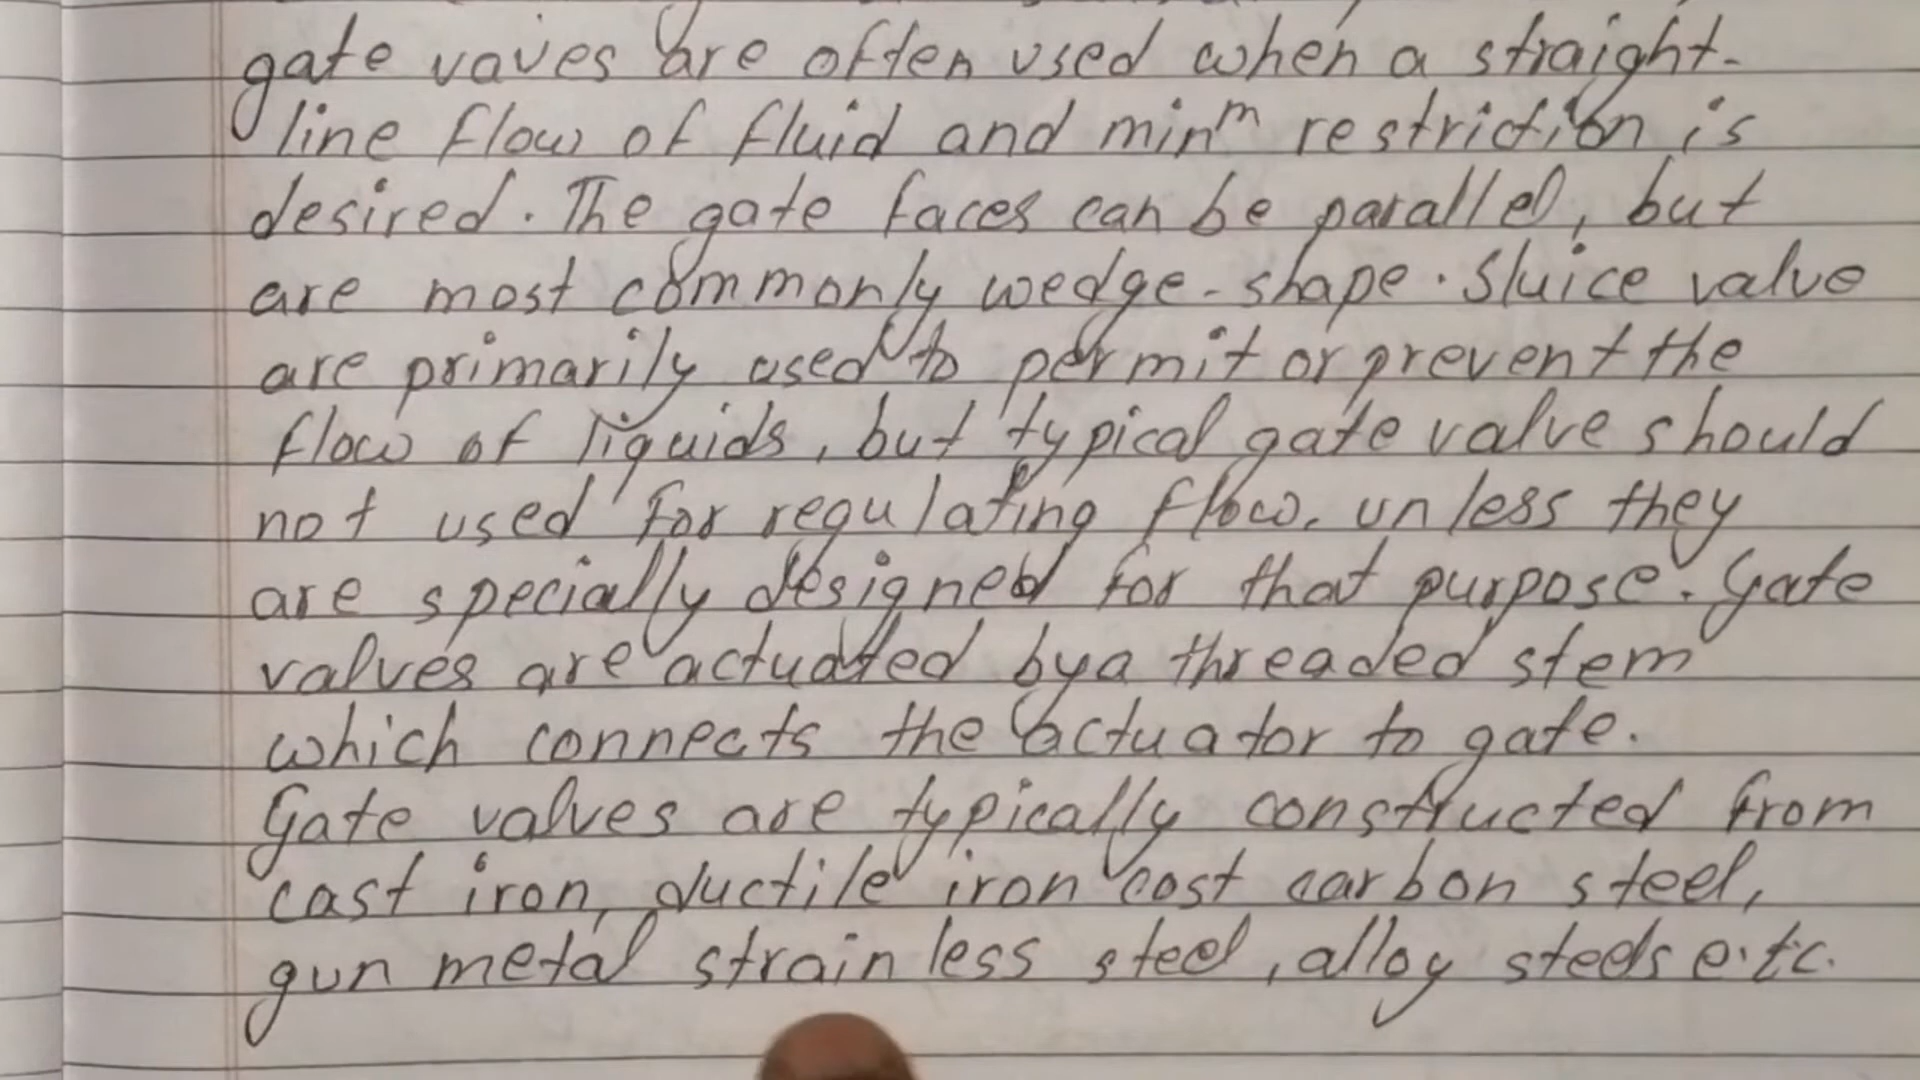 gate vaves are often used when a straight-
line flow of fluid and minᵐ restriction is
desired. The gate faces can be parallel, but
are most commonly wedge-shape. Sluice valve
are primarily used to permit or prevent the
flow of liquids, but typical gate valve should
not used for regulating flow. unless they
are specially designed for that purpose. Gate
valves are actuated by a threaded stem
which connects the actuator to gate.
Gate valves are typically constructed from
cast iron, ductile iron cost carbon steel,
gun metal strainless steel, alloy steels e.tc.